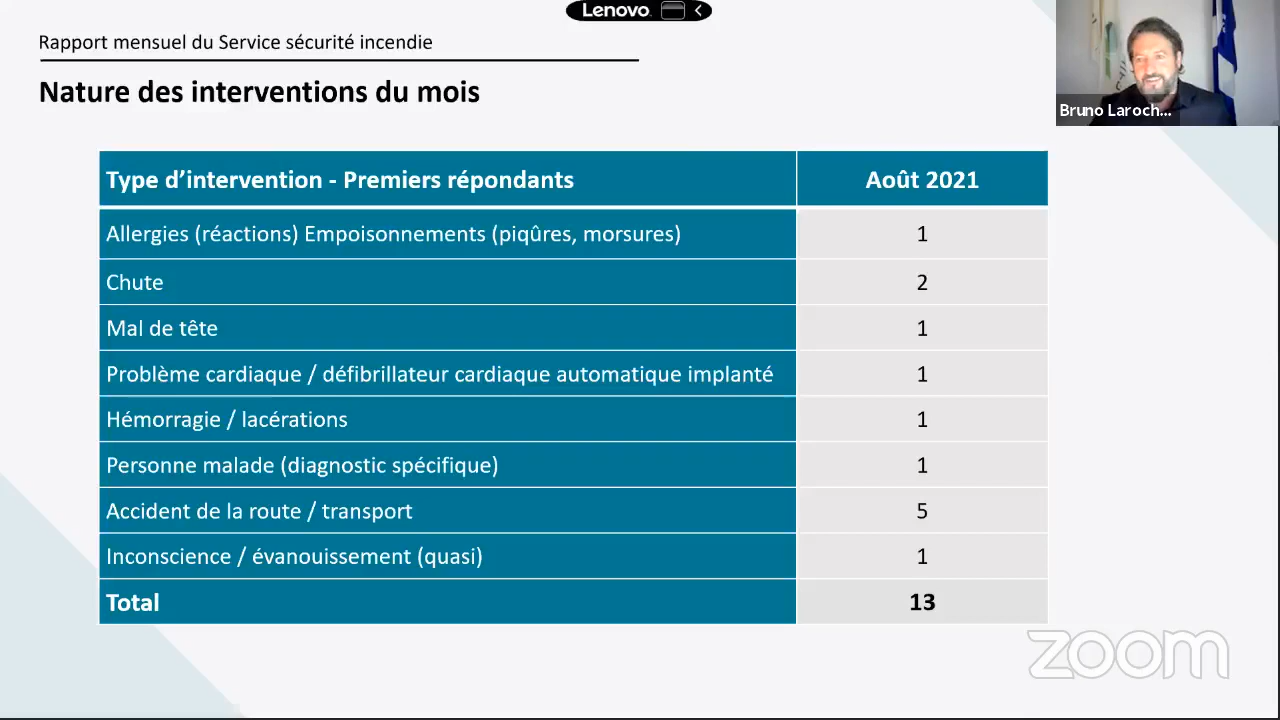 Lenovo
Rapport mensuel du Service sécurité incendie
Nature des interventions du mois
Bruno Laroch...
Type d’intervention - Premiers répondants Août 2021
Allergies (réactions) Empoisonnements (piqûres, morsures) 1
Chute 2
Mal de tête 1
Problème cardiaque / défibrillateur cardiaque automatique implanté 1
Hémorragie / lacérations 1
Personne malade (diagnostic spécifique) 1
Accident de la route / transport 5
Inconscience / évanouissement (quasi) 1
Total 13
zoom